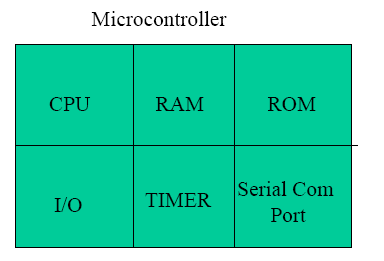 Microcontroller
CPU
RAM
ROM
I/O
TIMER
Serial Com
Port